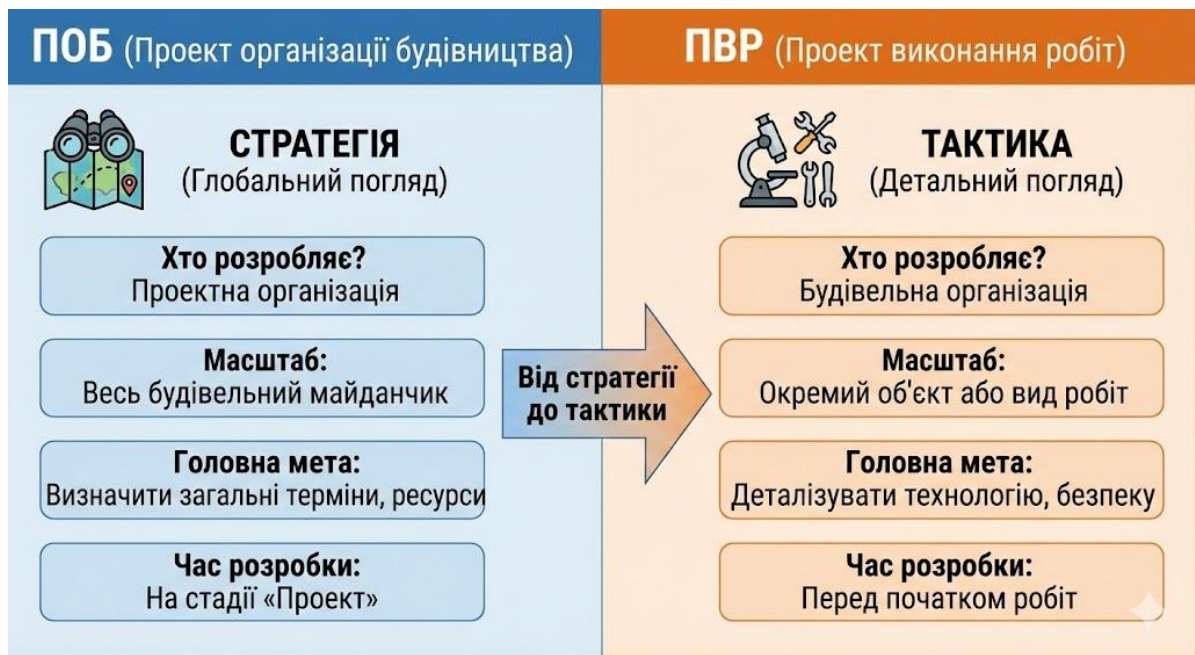 ПОБ (Проект організації будівництва)
СТРАТЕГІЯ
(Глобальний погляд)
Хто розробляє?
Проектна організація
Масштаб:
Весь будівельний майданчик
Головна мета:
Визначити загальні терміни, ресурси
Час розробки:
На стадії «Проект»
Від стратегії
до тактики
ПВР (Проект виконання робіт)
ТАКТИКА
(Детальний погляд)
Хто розробляє?
Будівельна організація
Масштаб:
Окремий об'єкт або вид робіт
Головна мета:
Деталізувати технологію, безпеку
Час розробки:
Перед початком робіт